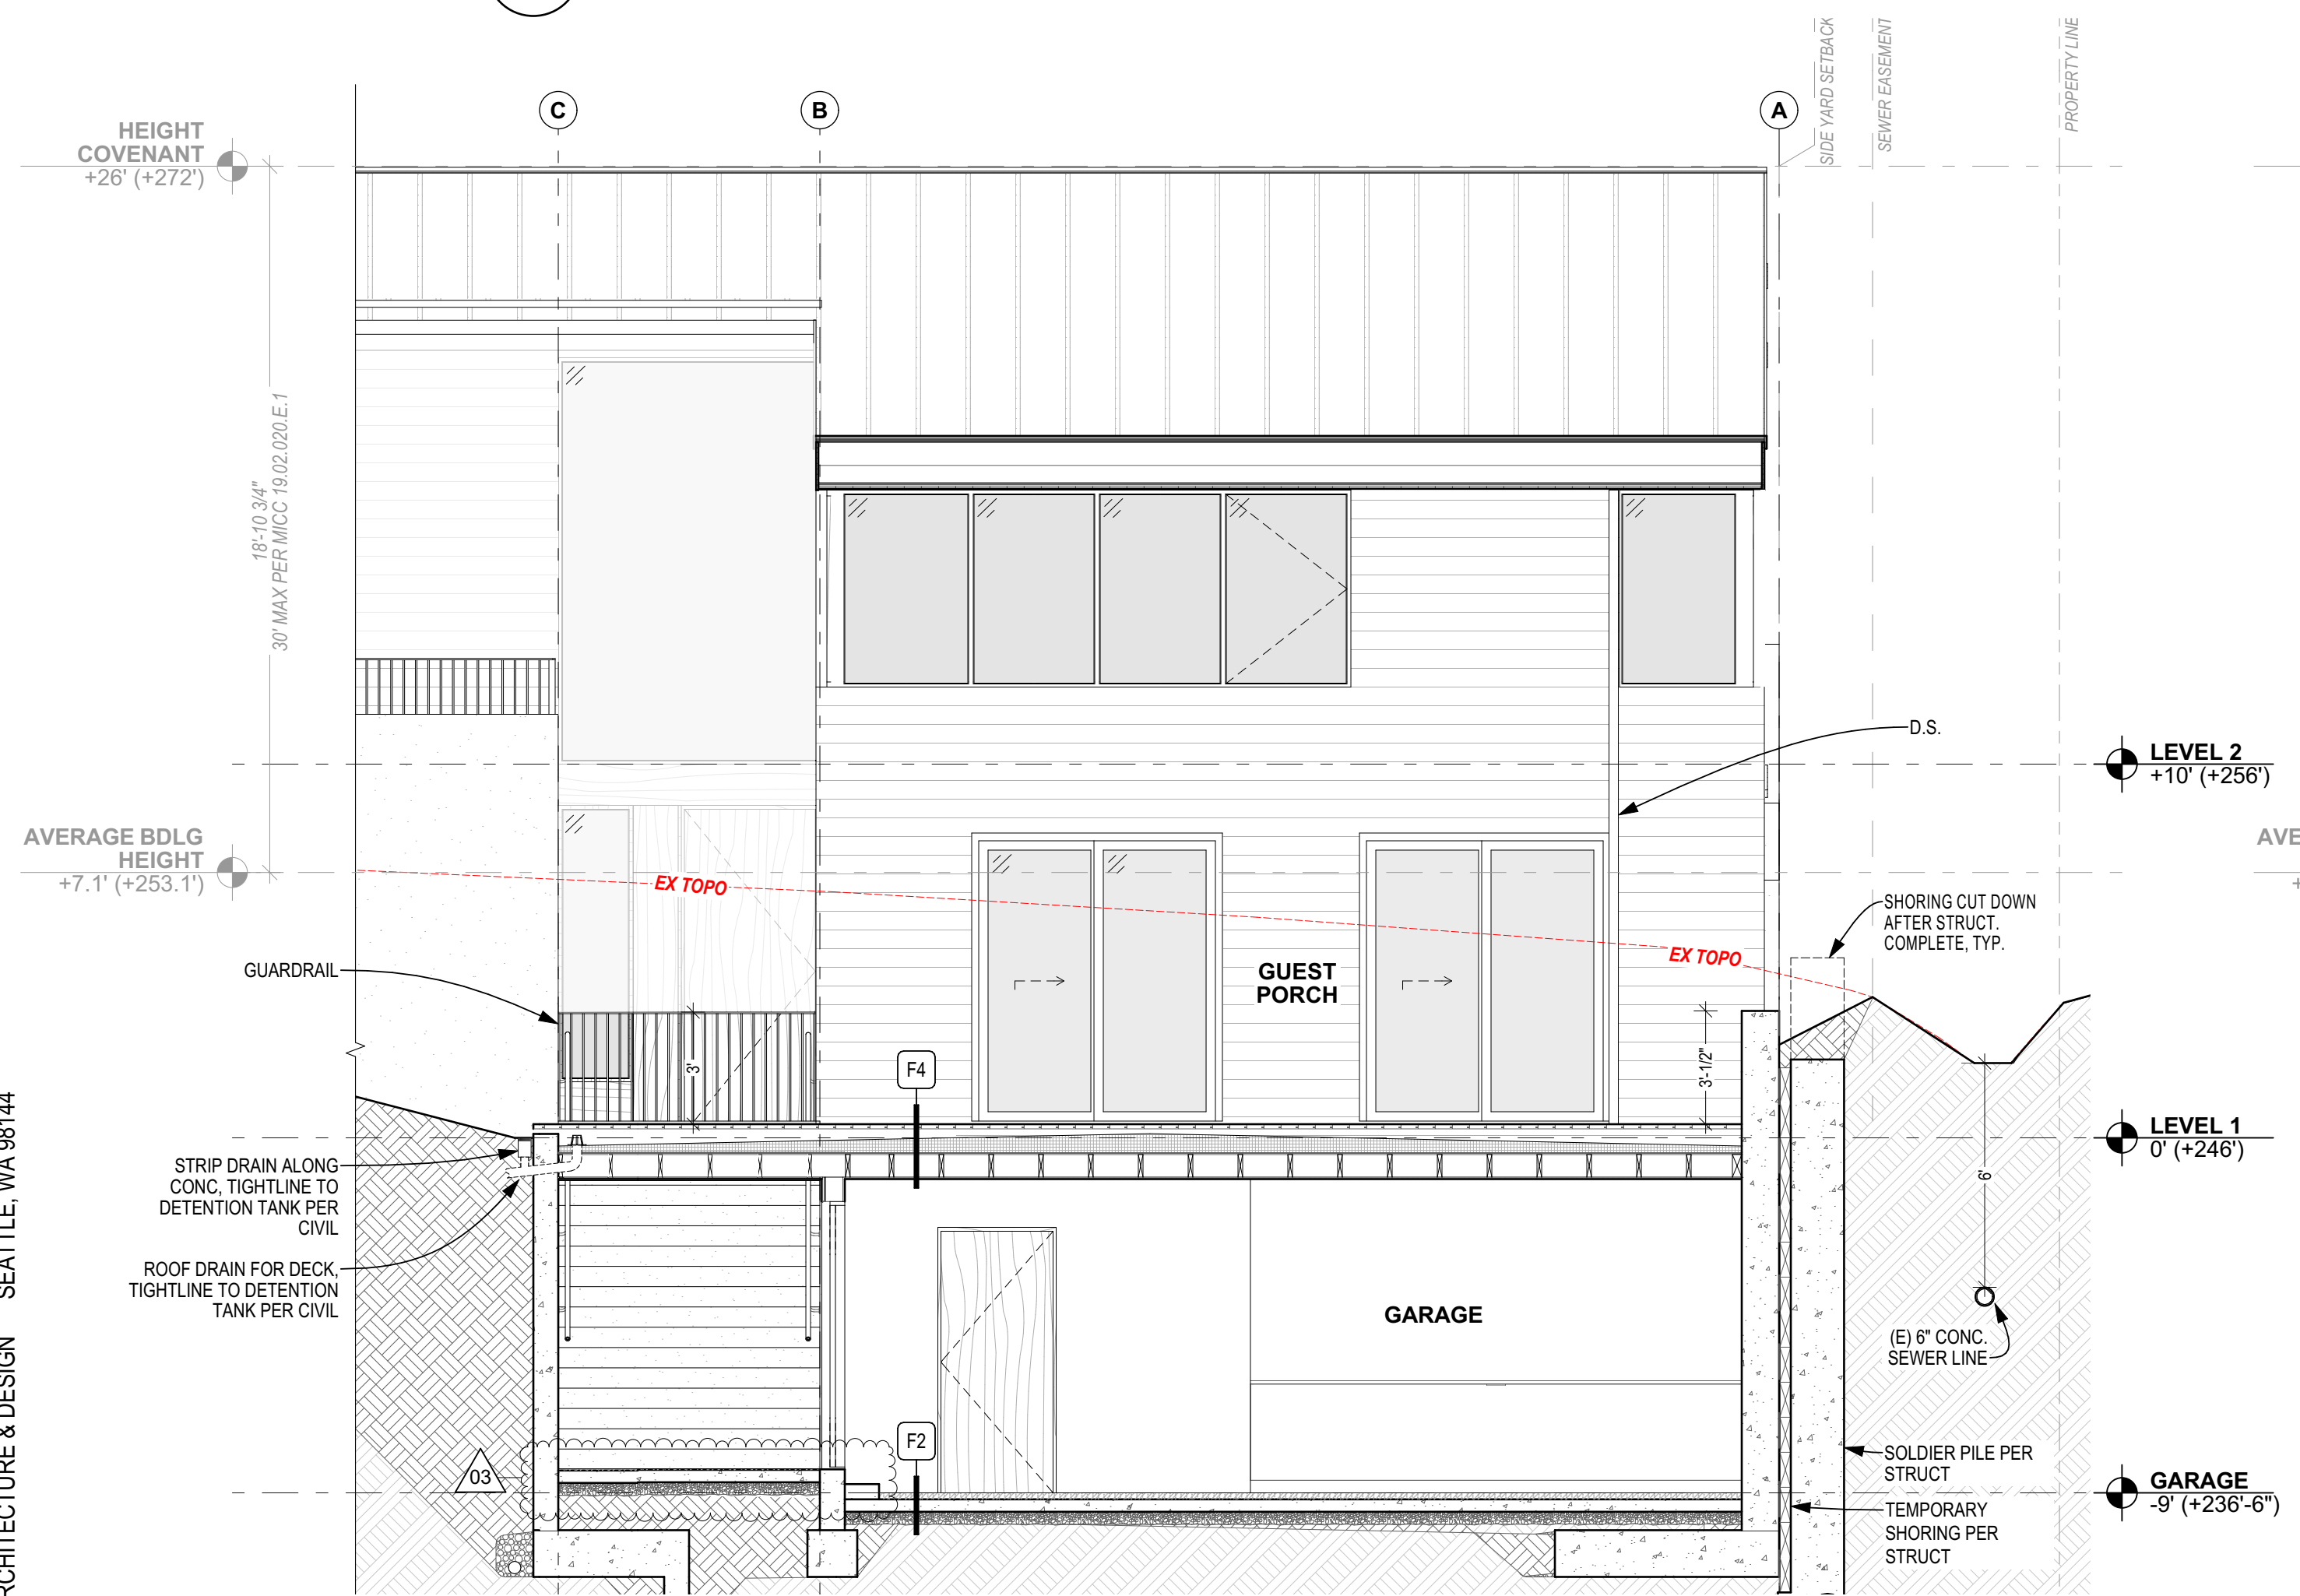 SIDE YARD SETBACK
SEWER EASEMENT
PROPERTY LINE
C
B
A
HEIGHT
COVENANT
+26' (+272')
18'-10 3/4"
30' MAX PER MICC 19.02.020.E.1
D.S.
LEVEL 2
+10' (+256')
AVERAGE BDLG
HEIGHT
+7.1' (+253.1')
EX TOPO
EX TOPO
SHORING CUT DOWN
AFTER STRUCT.
COMPLETE, TYP.
GUARDRAIL
GUEST
PORCH
3'
F4
3'-1/2"
LEVEL 1
0' (+246')
6'
STRIP DRAIN ALONG
CONC, TIGHTLINE TO
DETENTION TANK PER
CIVIL
ROOF DRAIN FOR DECK,
TIGHTLINE TO DETENTION
TANK PER CIVIL
GARAGE
(E) 6" CONC.
SEWER LINE
F2
03
SOLDIER PILE PER
STRUCT
GARAGE
-9' (+236'-6")
TEMPORARY
SHORING PER
STRUCT
& DESIGN SEATTLE, WA 98144